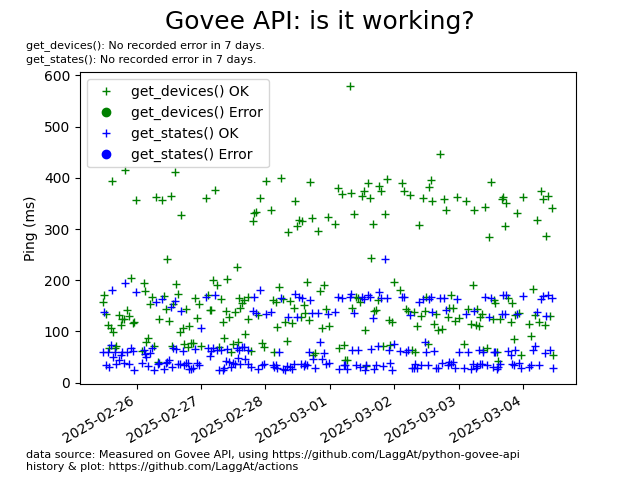 Govee API: is it working?
get_devices(): No recorded error in 7 days.
get_states(): No recorded error in 7 days.
get_devices() OK
get_devices() Error
get_states() OK
get_states() Error
Ping (ms)
600
500
400
300
200
100
0
2025-02-26
2025-02-27
2025-02-28
2025-03-01
2025-03-02
2025-03-03
2025-03-04
data source: Measured on Govee API, using https://github.com/LaggAt/python-govee-api
history & plot: https://github.com/LaggAt/actions